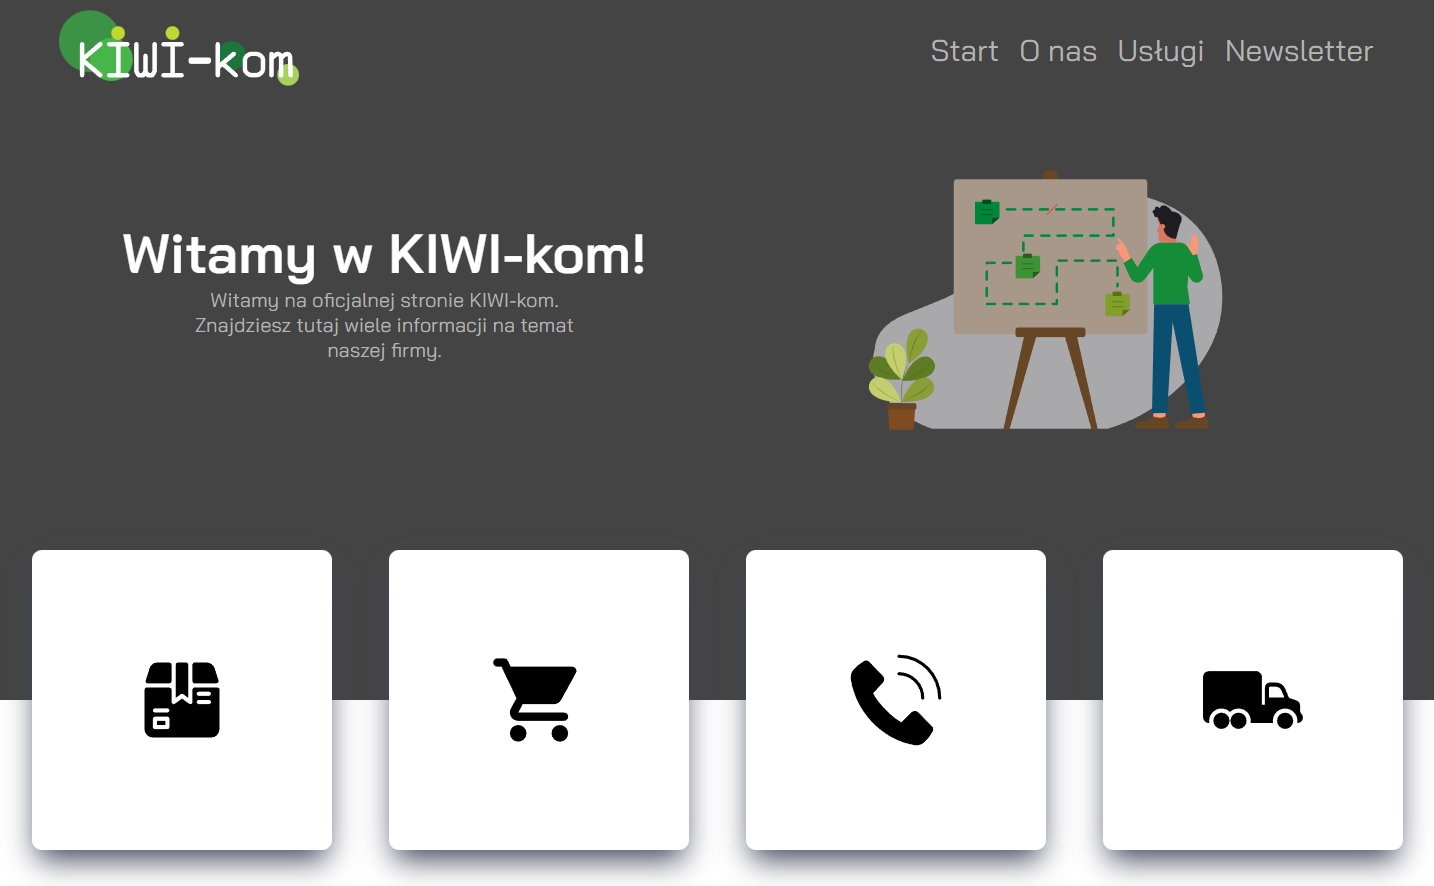 KIWI-kom
Start O nas Usługi Newsletter
Witamy w KIWI-kom!
Witamy na oficjalnej stronie KIWI-kom.
Znajdziesz tutaj wiele informacji na temat
naszej firmy.